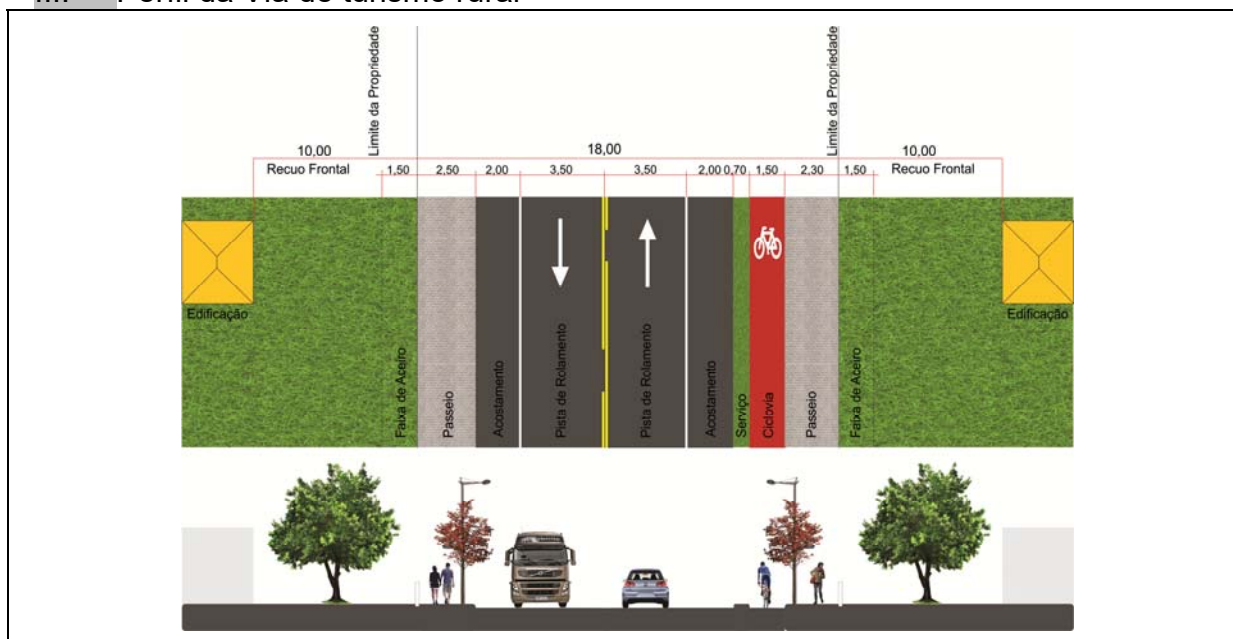 Perfil da via de turismo rural
Limite da Propriedade
Limite da Propriedade
10,00
18,00
10,00
Recuo Frontal
1,50
2,50
2,00
3,50
3,50
2,00
0,70
1,50
2,30
1,50
Recuo Frontal
Edificação
Faixa de Aceiro
Passeio
Acostamento
Pista de Rolamento
Pista de Rolamento
Acostamento
Serviço
Ciclovia
Passeio
Faixa de Aceiro
Edificação